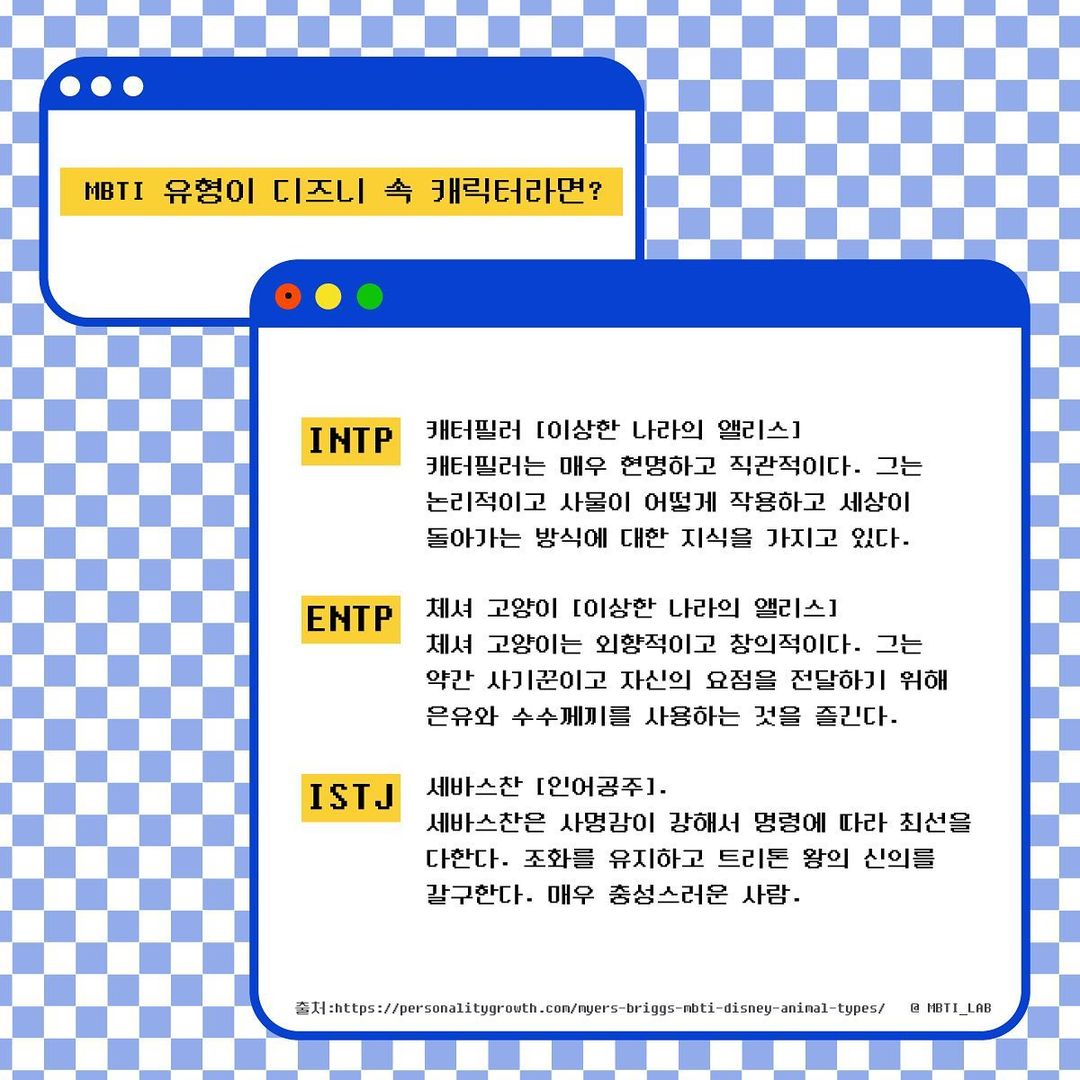 MBTI 유형이 디즈니 속 캐릭터라면?
INTP
캐터필러 [이상한 나라의 앨리스]
캐터필러는 매우 현명하고 직관적이다. 그는
논리적이고 사물이 어떻게 작용하고 세상이
돌아가는 방식에 대한 지식을 가지고 있다.
ENTP
체셔 고양이 [이상한 나라의 앨리스]
체셔 고양이는 외향적이고 창의적이다. 그는
약간 사기꾼이고 자신의 요점을 전달하기 위해
은유와 수수께끼를 사용하는 것을 즐긴다.
ISTJ
세바스찬 [인어공주].
세바스찬은 사명감이 강해서 명령에 따라 최선을
다한다. 조화를 유지하고 트리톤 왕의 신의를
갈구한다. 매우 충성스러운 사람.
출처:https://personalitygrowth.com/myers-briggs-mbti-disney-animal-types/ @ MBTI_LAB